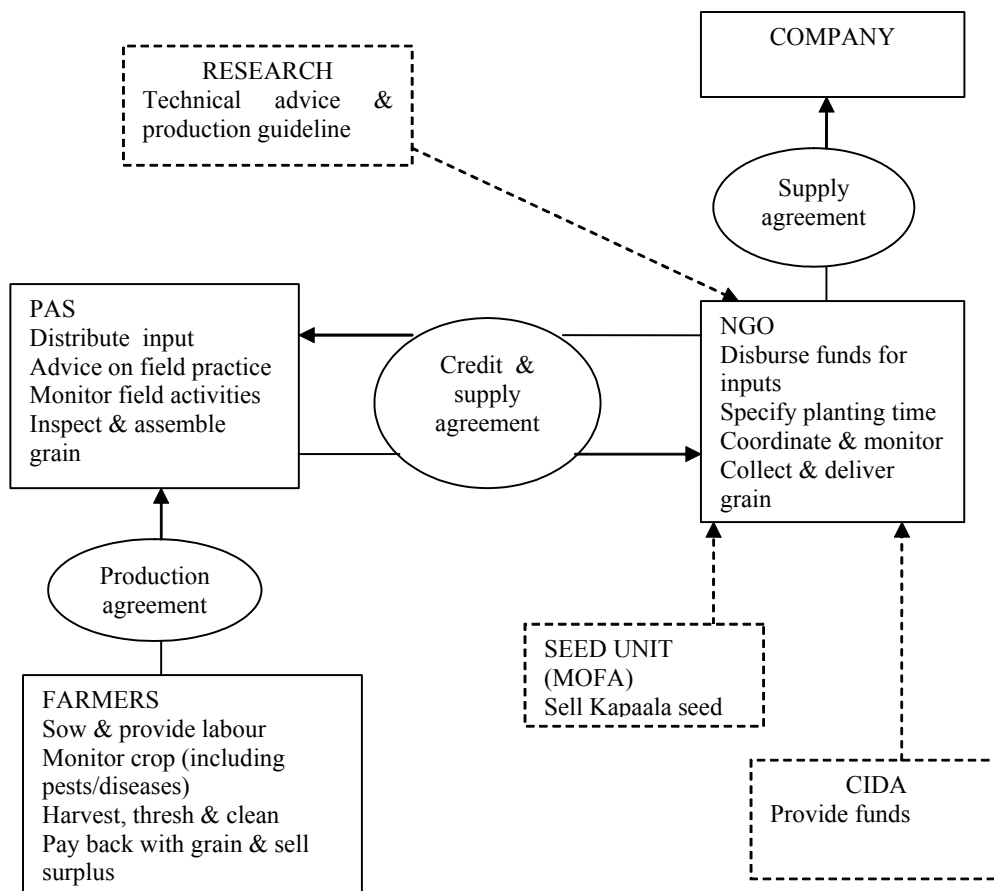 COMPANY
RESEARCH
Technical advice &
production guideline
Supply
agreement
PAS
Distribute input
Advice on field practice
Monitor field activities
Inspect & assemble
grain
Credit &
supply
agreement
NGO
Disburse funds for
inputs
Specify planting time
Coordinate & monitor
Collect & deliver
grain
Production
agreement
SEED UNIT
(MOFA)
Sell Kapaala seed
FARMERS
Sow & provide labour
Monitor crop (including
pests/diseases)
Harvest, thresh & clean
Pay back with grain & sell
surplus
CIDA
Provide funds